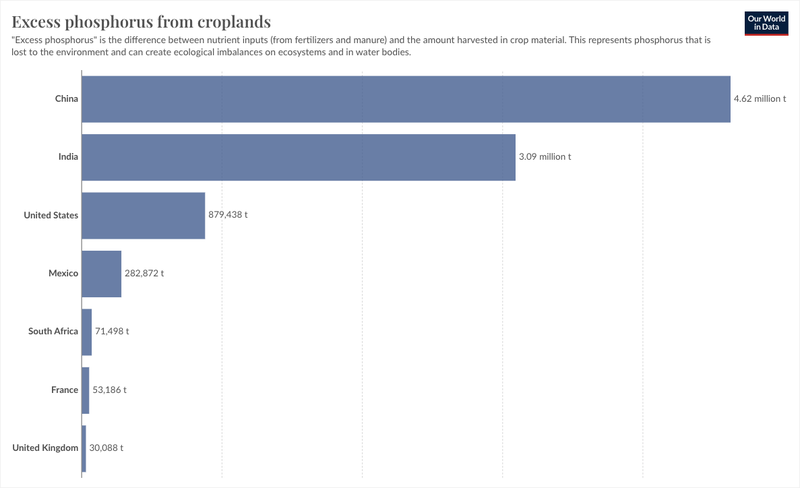 Excess phosphorus from croplands
Our World
in Data
"Excess phosphorus" is the difference between nutrient inputs (from fertilizers and manure) and the amount harvested in crop material. This represents phosphorus that is
lost to the environment and can create ecological imbalances on ecosystems and in water bodies.
China 4.62 million t
India 3.09 million t
United States 879,438 t
Mexico 282,872 t
South Africa 71,498 t
France 53,186 t
United Kingdom 30,088 t